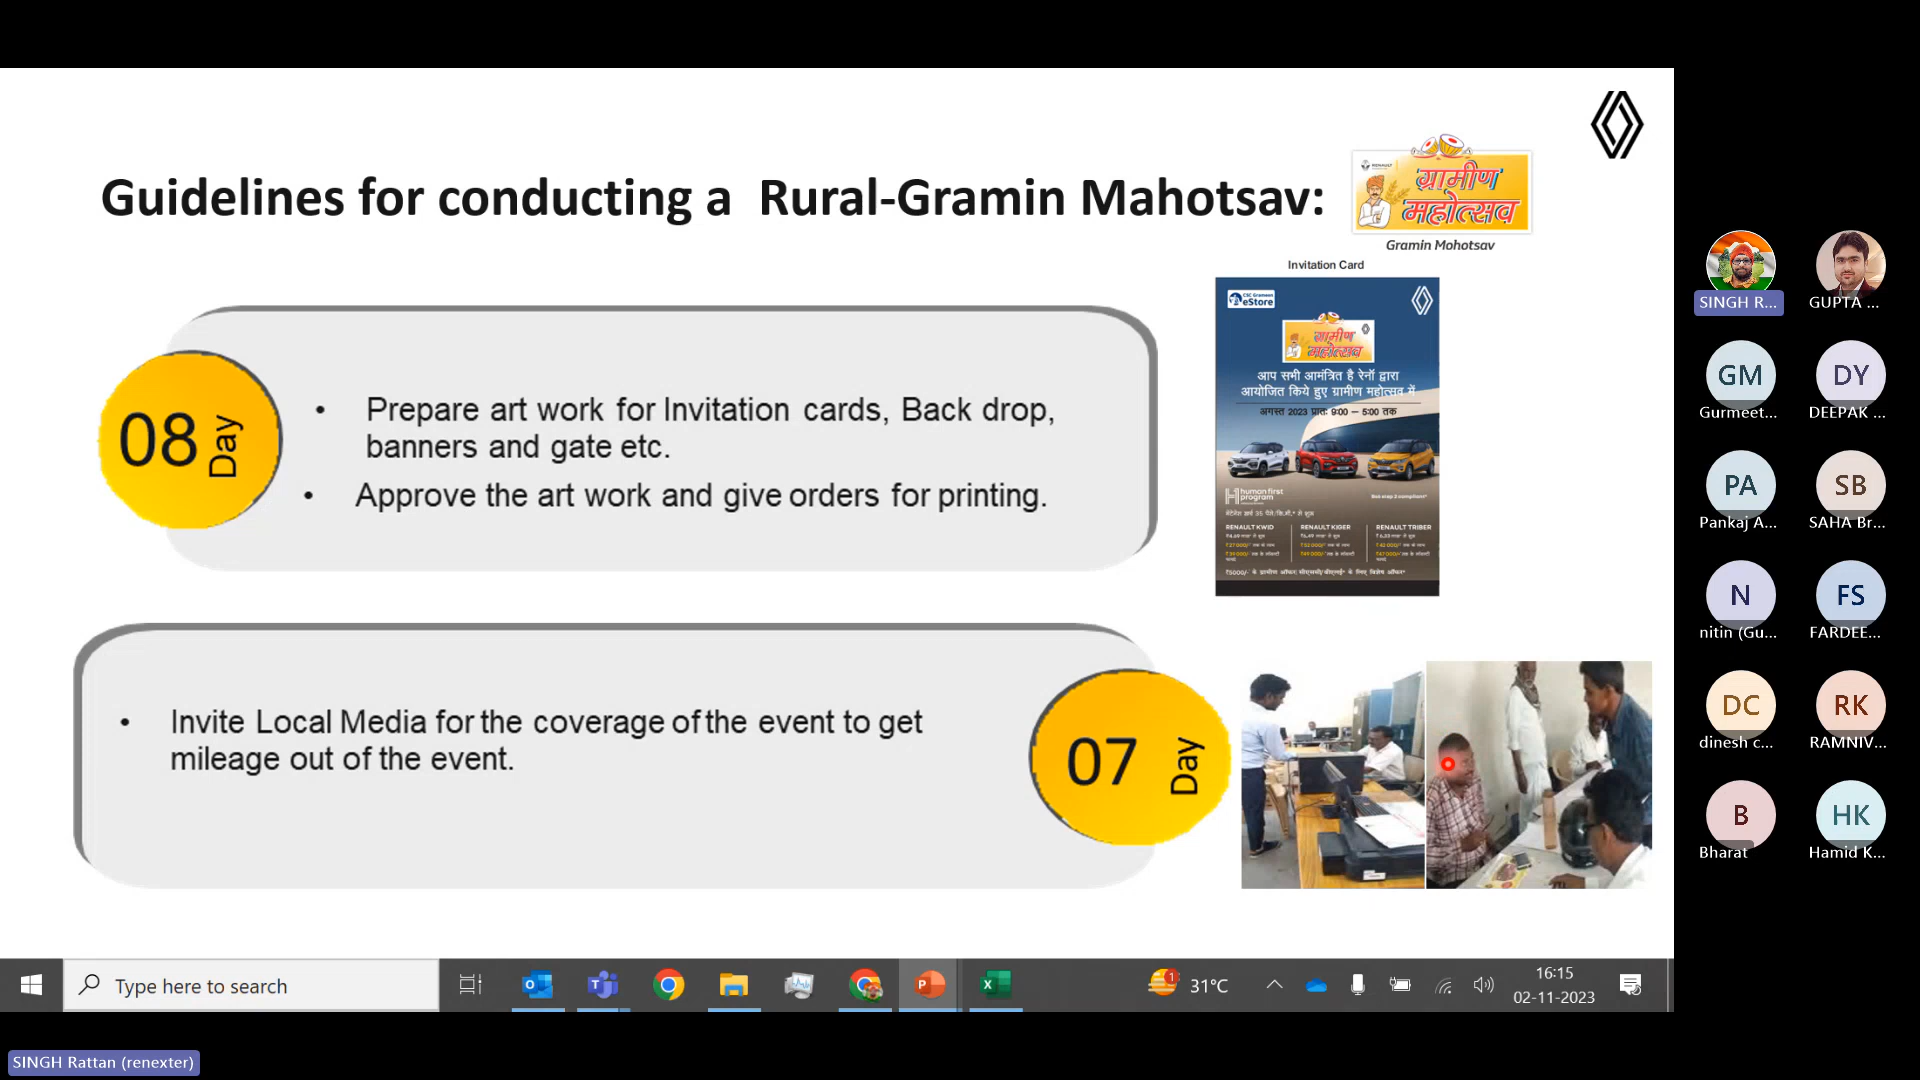 Guidelines for conducting a Rural-Gramin Mahotsav:
RENAULT
ग्रामीण
महोत्सव
Gramin Mohotsav
Invitation Card
CSC Grameen
eStore
ग्रामीण
महोत्सव
आप सभी आमंत्रित है रेनॉ द्वारा
आयोजित किये हुए ग्रामीण महोत्सव में
अगस्त 2023 प्रातः 9:00 – 5:00 तक
human first
program
RENAULT KWID
RENAULT KIGER
RENAULT TRIBER
08 Day
• Prepare art work for Invitation cards, Back drop,
banners and gate etc.
• Approve the art work and give orders for printing.
• Invite Local Media for the coverage of the event to get
mileage out of the event.
07 Day
SINGH R...
GUPTA ...
GM
Gurmeet...
DY
DEEPAK ...
PA
Pankaj A...
SB
SAHA Br...
N
nitin (Gu...
FS
FARDEE...
DC
dinesh c...
RK
RAMNIV...
B
Bharat
HK
Hamid K...
Type here to search
1
31°C
16:15
02-11-2023
SINGH Rattan (renexter)